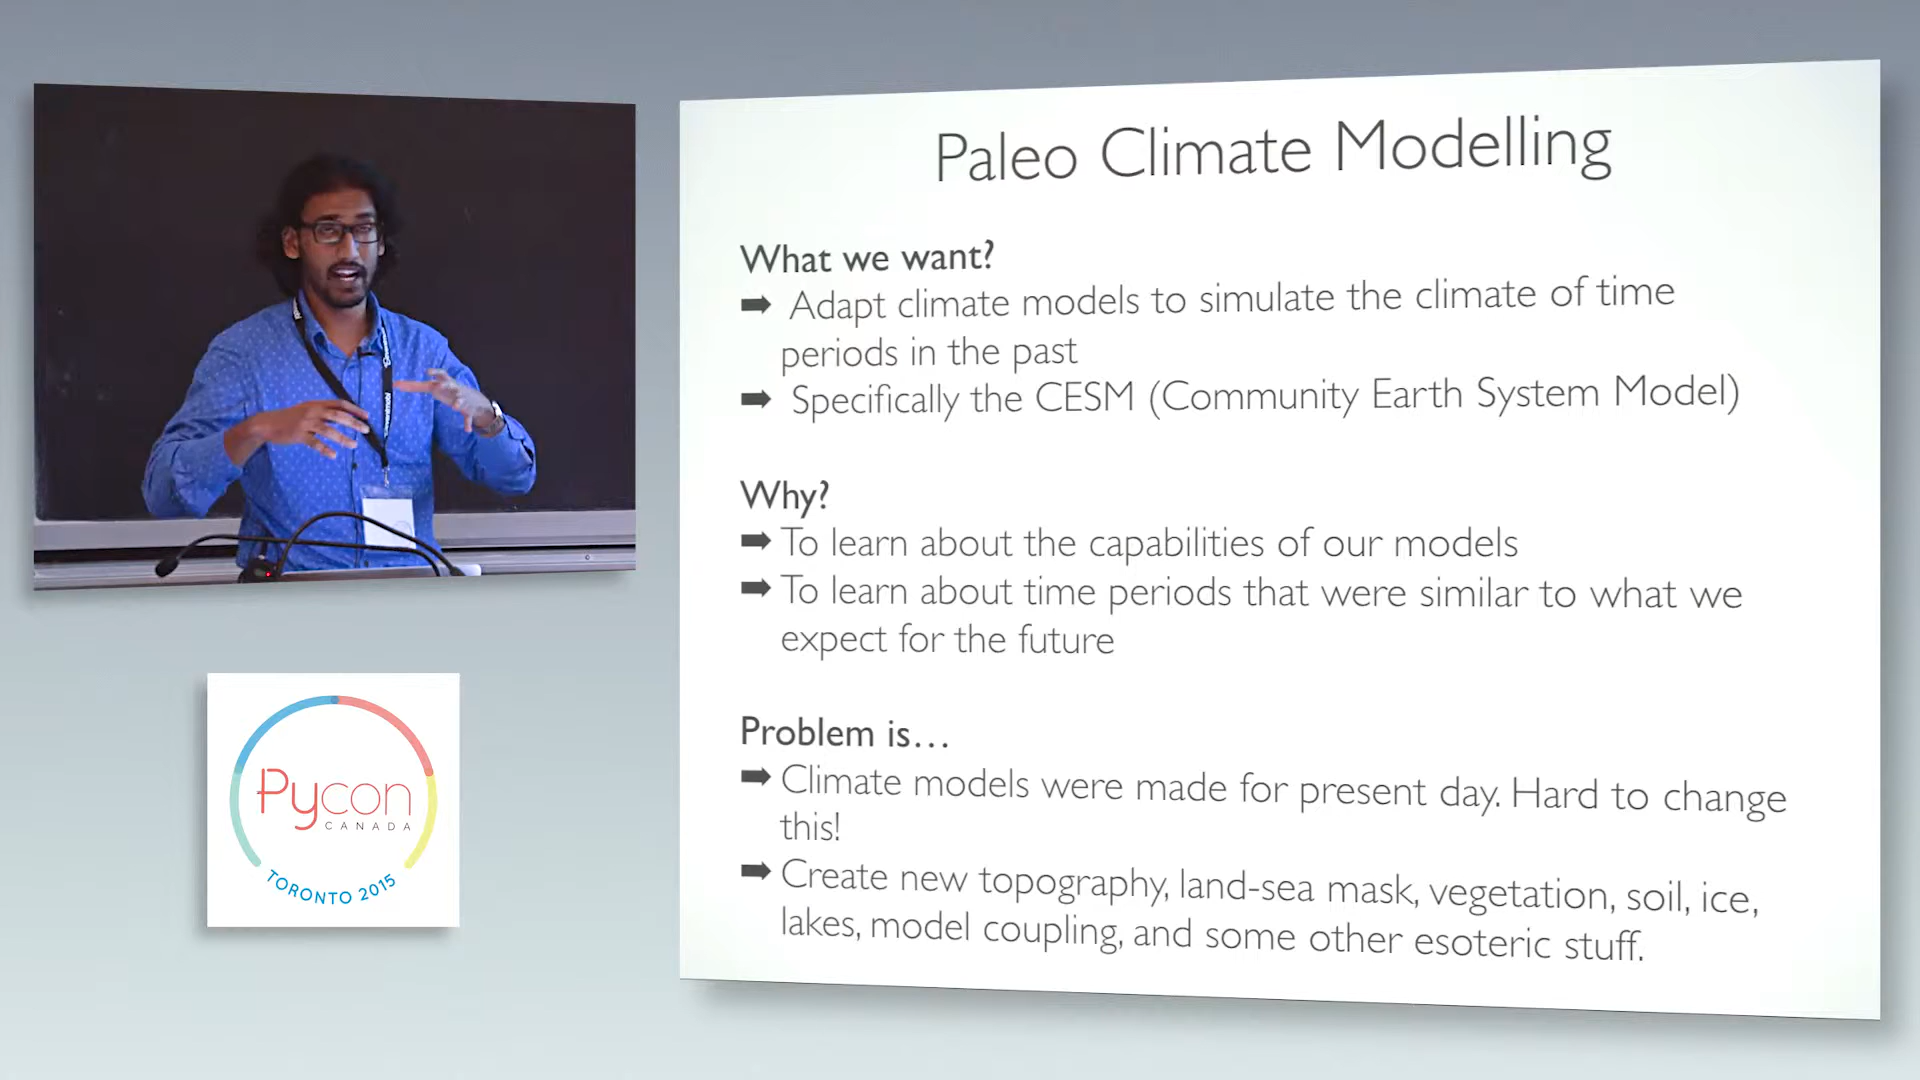 Paleo Climate Modelling
What we want?
➡ Adapt climate models to simulate the climate of time
periods in the past
➡ Specifically the CESM (Community Earth System Model)
Why?
➡ To learn about the capabilities of our models
➡ To learn about time periods that were similar to what we
expect for the future
Problem is…
➡ Climate models were made for present day. Hard to change
this!
➡ Create new topography, land-sea mask, vegetation, soil, ice,
lakes, model coupling, and some other esoteric stuff.
Pycon
CANADA
TORONTO 2015